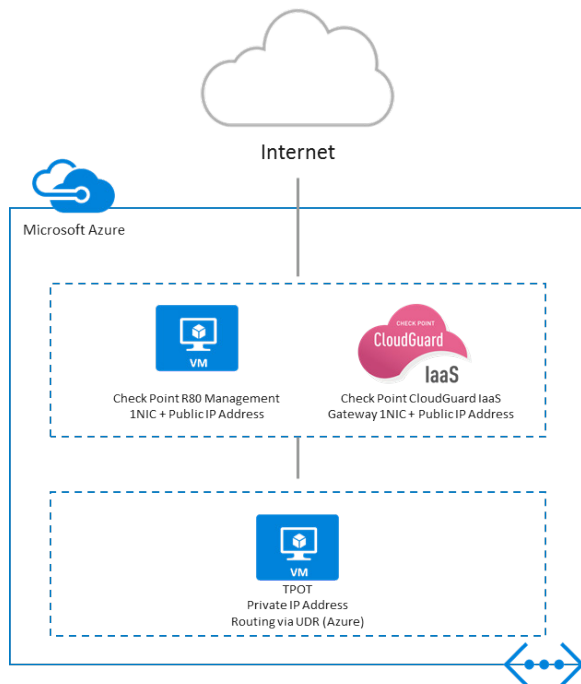 Internet
Microsoft Azure
VM
CHECK POINT
CloudGuard
IaaS
Check Point R80 Management
1NIC + Public IP Address
Check Point CloudGuard IaaS
Gateway 1NIC + Public IP Address
VM
TPOT
Private IP Address
Routing via UDR (Azure)